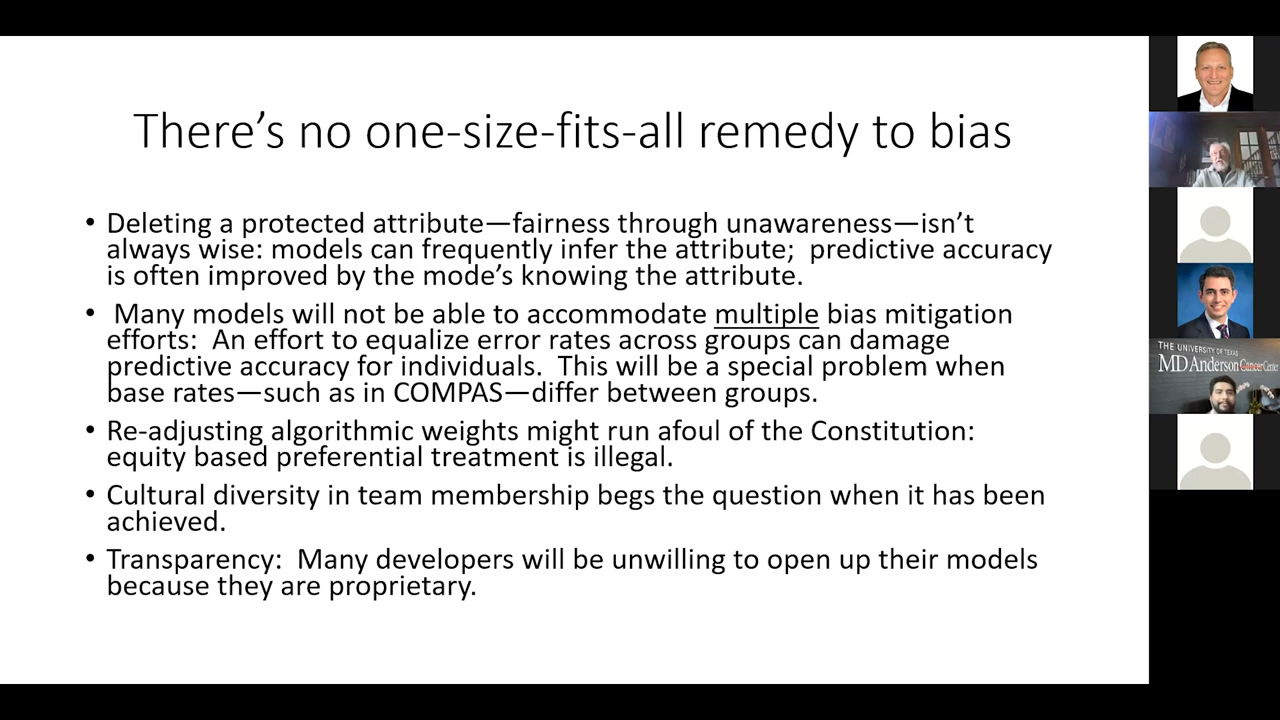 There's no one-size-fits-all remedy to bias
• Deleting a protected attribute—fairness through unawareness—isn't
always wise: models can frequently infer the attribute;  predictive accuracy
is often improved by the mode's knowing the attribute.
•  Many models will not be able to accommodate multiple bias mitigation
efforts:  An effort to equalize error rates across groups can damage
predictive accuracy for individuals.  This will be a special problem when
base rates—such as in COMPAS—differ between groups.
• Re-adjusting algorithmic weights might run afoul of the Constitution:
equity based preferential treatment is illegal.
• Cultural diversity in team membership begs the question when it has been
achieved.
• Transparency:  Many developers will be unwilling to open up their models
because they are proprietary.
THE UNIVERSITY OF TEXAS
MD Anderson Cancer Center